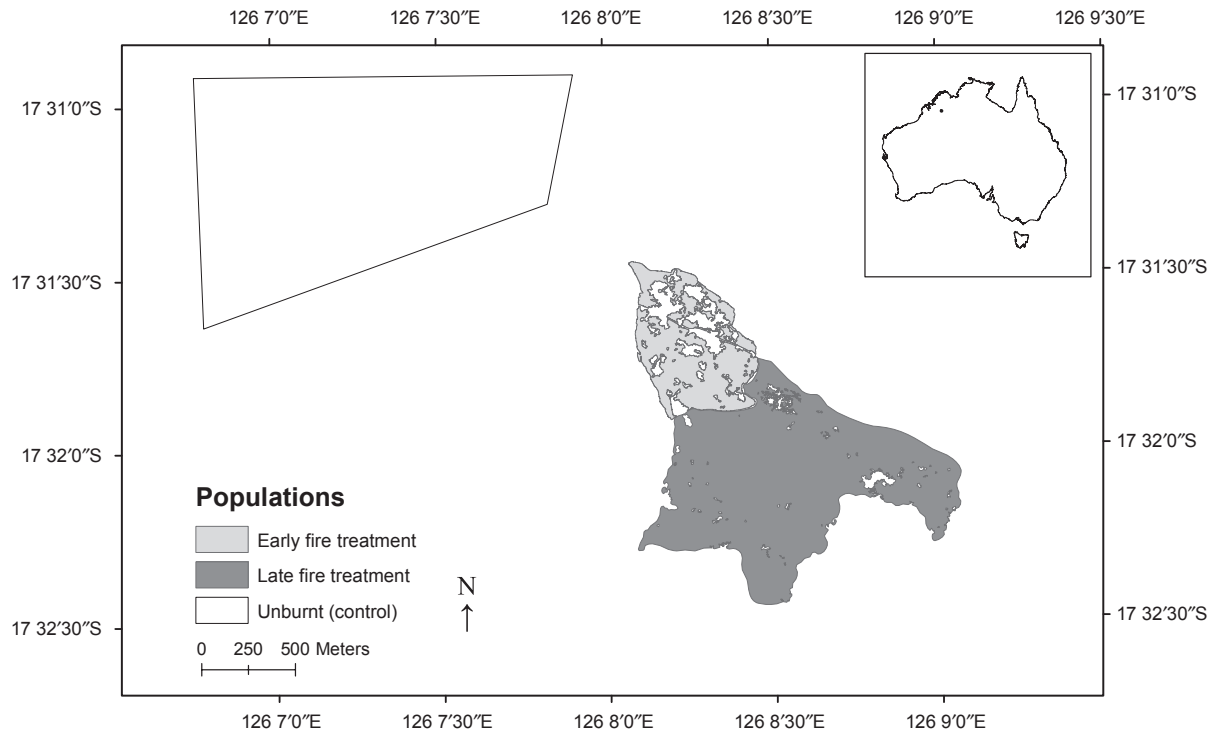 126 7′0″E 126 7′30″E 126 8′0″E 126 8′30″E 126 9′0″E 126 9′30″E
17 31′0″S 17 31′0″S
17 31′30″S 17 31′30″S
17 32′0″S 17 32′0″S
Populations
Early fire treatment
Late fire treatment
Unburnt (control)
N
17 32′30″S 17 32′30″S
0 250 500 Meters
126 7′0″E 126 7′30″E 126 8′0″E 126 8′30″E 126 9′0″E